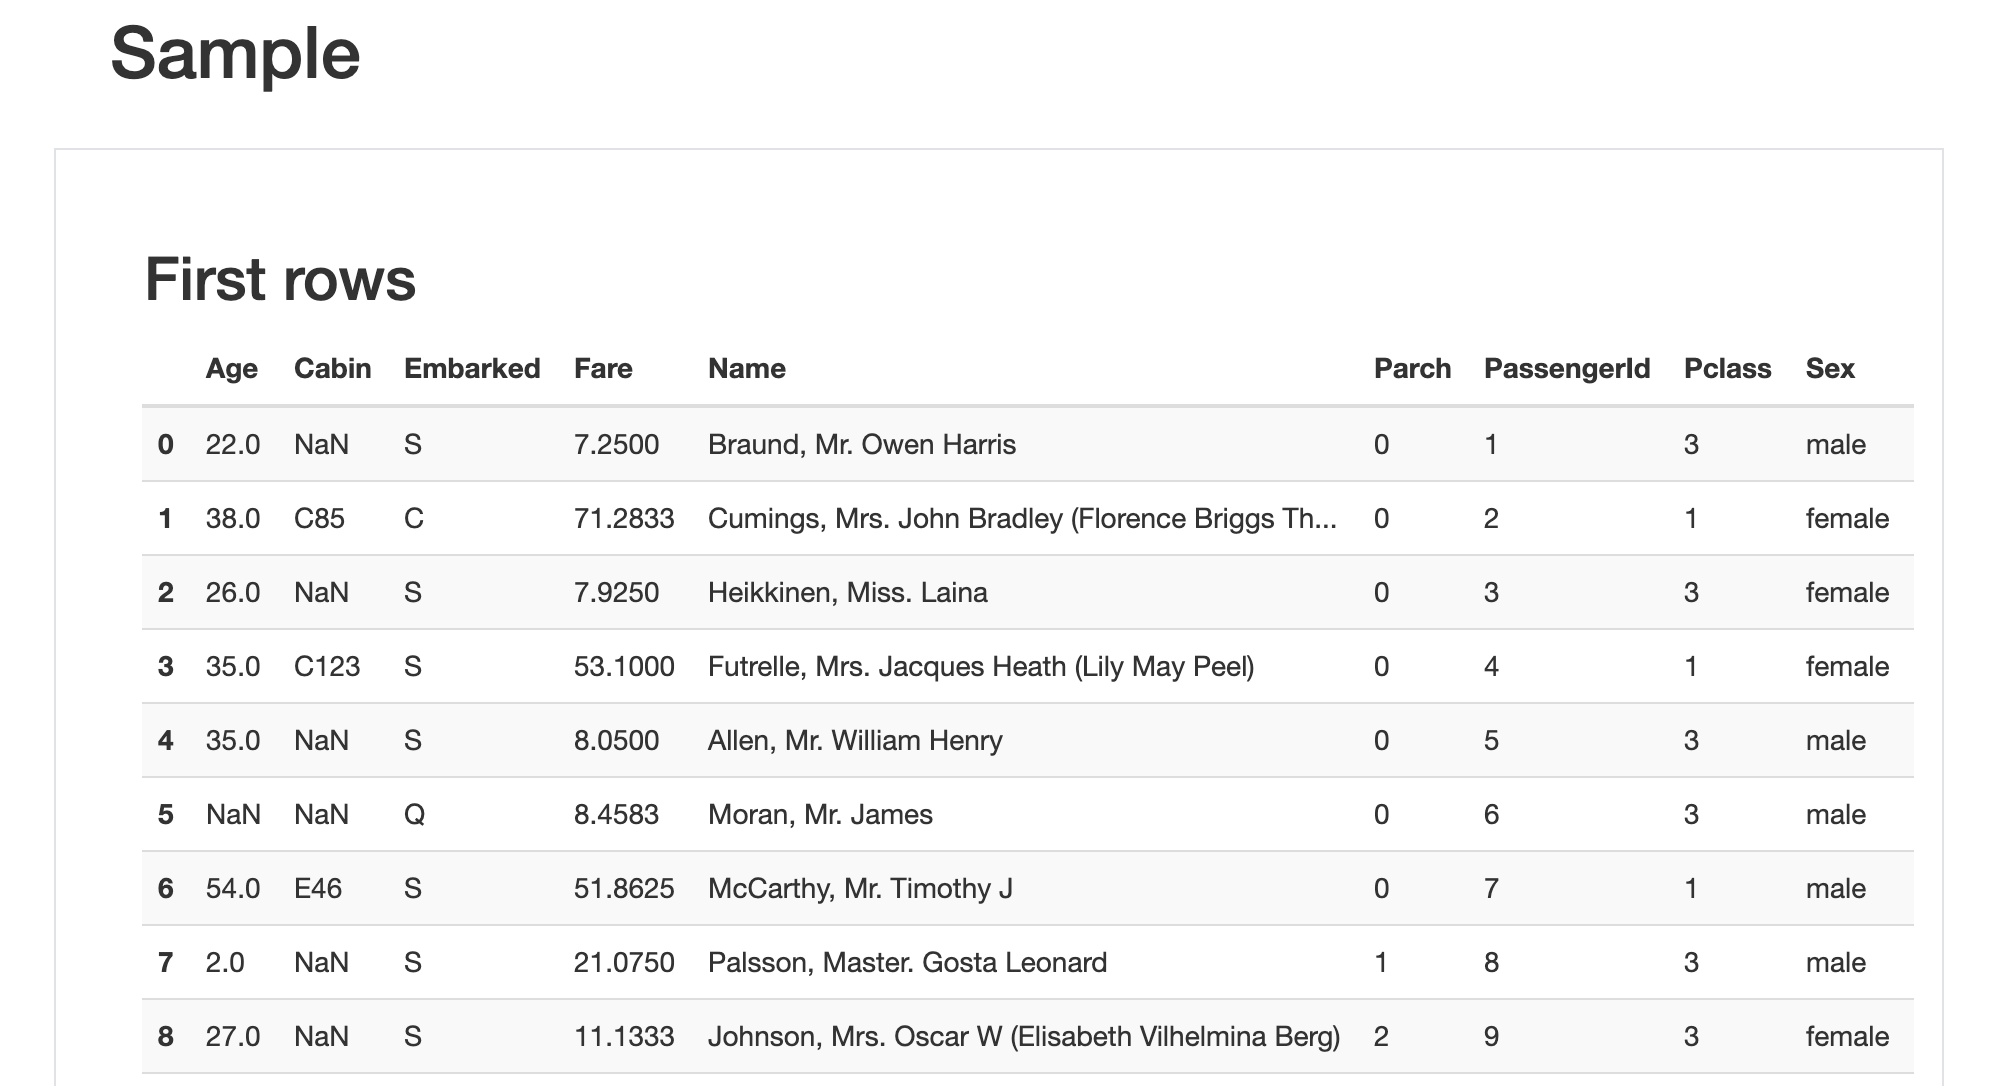 Sample
First rows
Age Cabin Embarked Fare Name Parch PassengerId Pclass Sex
0 22.0 NaN S 7.2500 Braund, Mr. Owen Harris 0 1 3 male
1 38.0 C85 C 71.2833 Cumings, Mrs. John Bradley (Florence Briggs Th... 0 2 1 female
2 26.0 NaN S 7.9250 Heikkinen, Miss. Laina 0 3 3 female
3 35.0 C123 S 53.1000 Futrelle, Mrs. Jacques Heath (Lily May Peel) 0 4 1 female
4 35.0 NaN S 8.0500 Allen, Mr. William Henry 0 5 3 male
5 NaN NaN Q 8.4583 Moran, Mr. James 0 6 3 male
6 54.0 E46 S 51.8625 McCarthy, Mr. Timothy J 0 7 1 male
7 2.0 NaN S 21.0750 Palsson, Master. Gosta Leonard 1 8 3 male
8 27.0 NaN S 11.1333 Johnson, Mrs. Oscar W (Elisabeth Vilhelmina Berg) 2 9 3 female